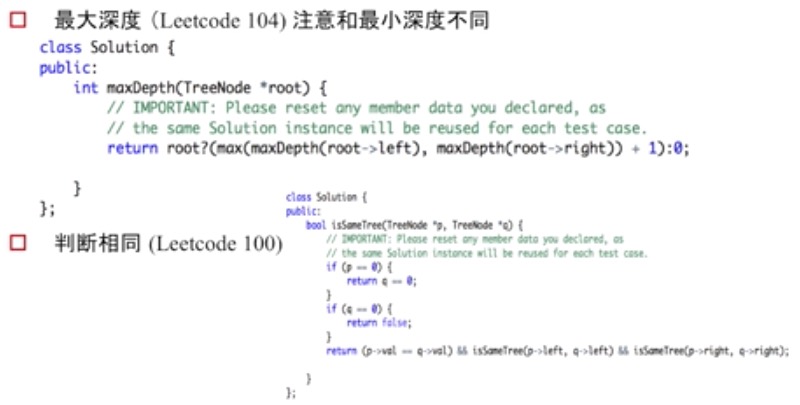 最大深度 (Leetcode 104) 注意和最小深度不同
class Solution {
public:
    int maxDepth(TreeNode *root) {
        // IMPORTANT: Please reset any member data you declared, as
        // the same Solution instance will be reused for each test case.
        return root?(max(maxDepth(root->left), maxDepth(root->right)) + 1):0;
    }
};
判断相同 (Leetcode 100)
class Solution {
public:
    bool isSameTree(TreeNode *p, TreeNode *q) {
        // IMPORTANT: Please reset any member data you declared, as
        // the same Solution instance will be reused for each test case.
        if (p == 0) {
            return q == 0;
        }
        if (q == 0) {
            return false;
        }
        return (p->val == q->val) && isSameTree(p->left, q->left) && isSameTree(p->right, q->right);
    }
};